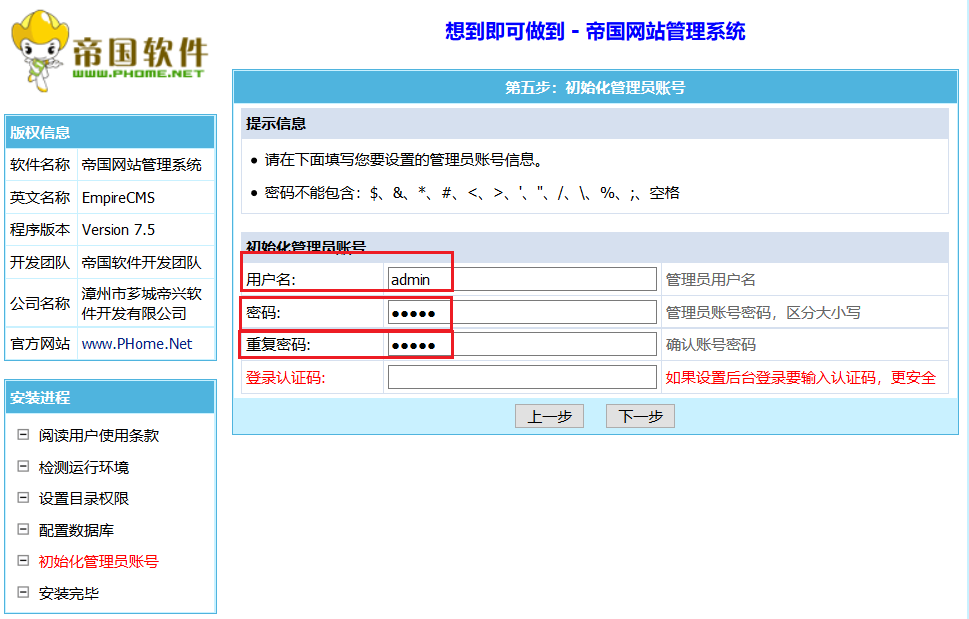 帝国软件
WWW.PHOME.NET
想到即可做到 - 帝国网站管理系统
版权信息
软件名称 帝国网站管理系统
英文名称 EmpireCMS
程序版本 Version 7.5
开发团队 帝国软件开发团队
公司名称 漳州市芗城帝兴软
件开发有限公司
官方网站 www.PHome.Net
安装进程
阅读用户使用条款
检测运行环境
设置目录权限
配置数据库
初始化管理员账号
安装完毕
第五步：初始化管理员账号
提示信息
● 请在下面填写您要设置的管理员账号信息。
● 密码不能包含：$、&、*、#、<、>、'、"、/、\、%、;、空格
初始化管理员账号
用户名: admin 管理员用户名
密码: ●●●●● 管理员账号密码，区分大小写
重复密码: ●●●●● 确认账号密码
登录认证码: 如果设置后台登录要输入认证码，更安全
上一步 下一步